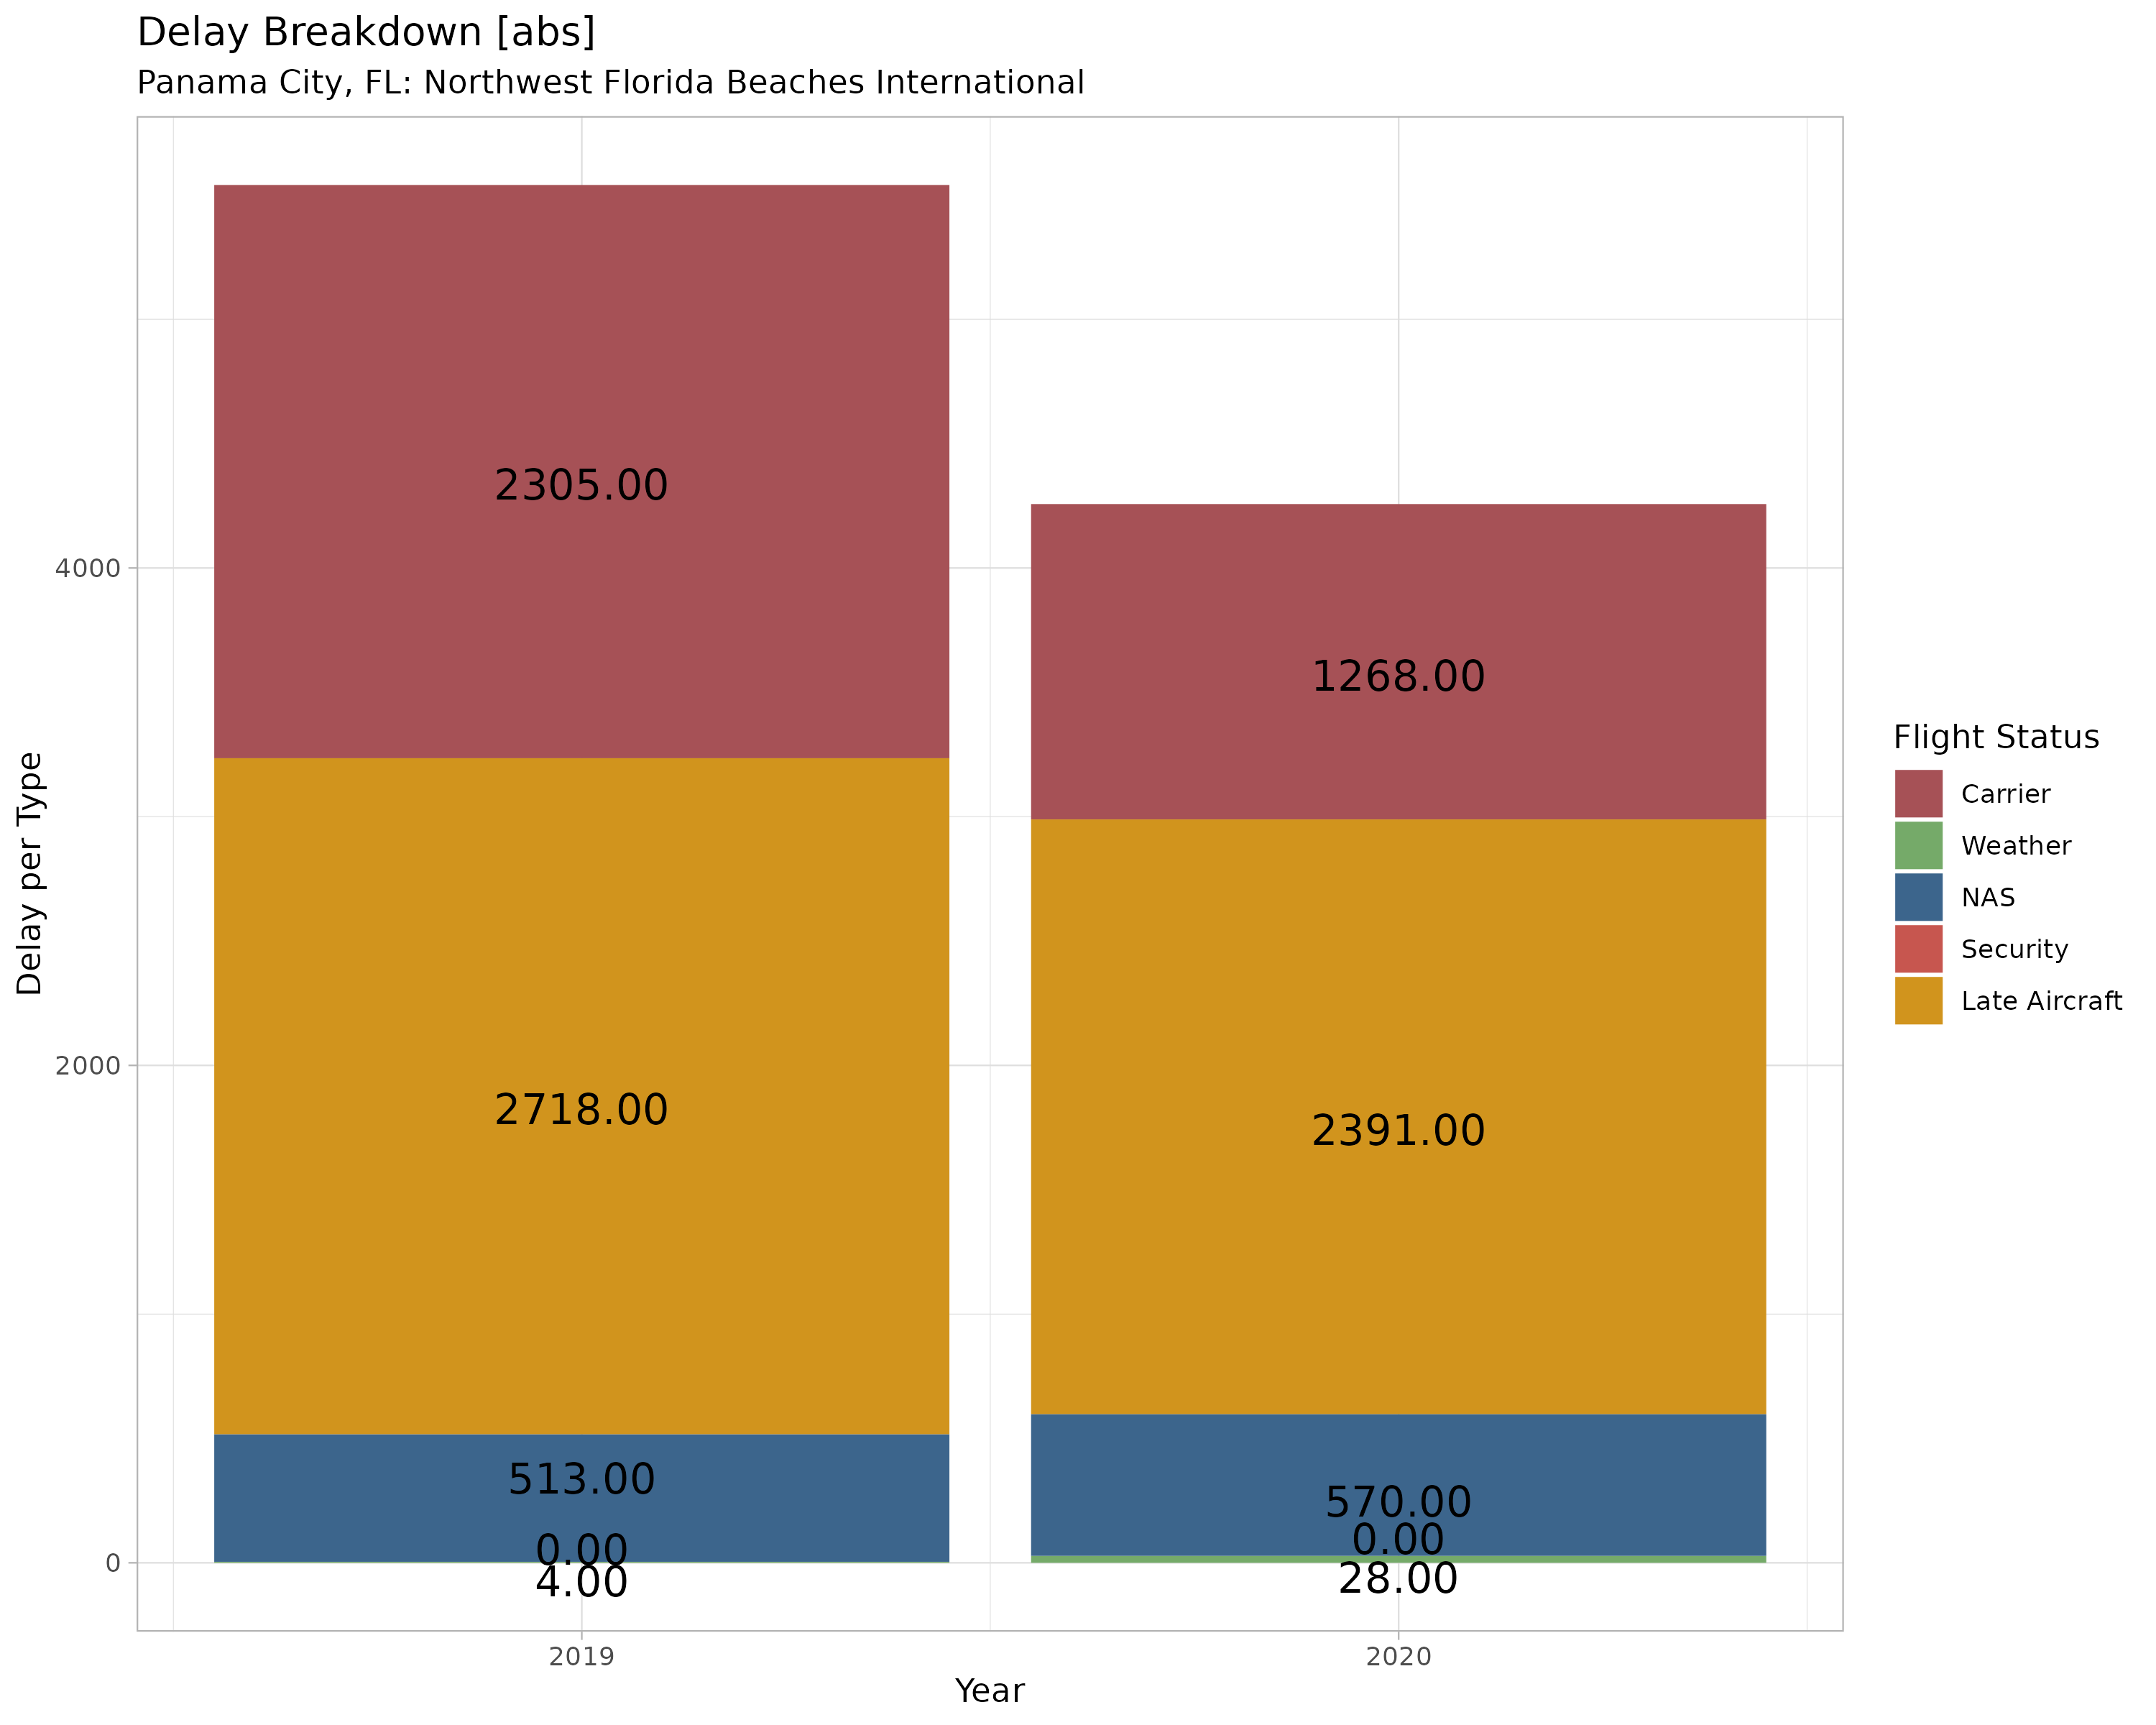 Delay Breakdown [abs]
Panama City, FL: Northwest Florida Beaches International
Delay per Type
4000
2000
0
2305.00
2718.00
513.00
0.00
4.00
1268.00
2391.00
570.00
0.00
28.00
2019
2020
Year
Flight Status
Carrier
Weather
NAS
Security
Late Aircraft